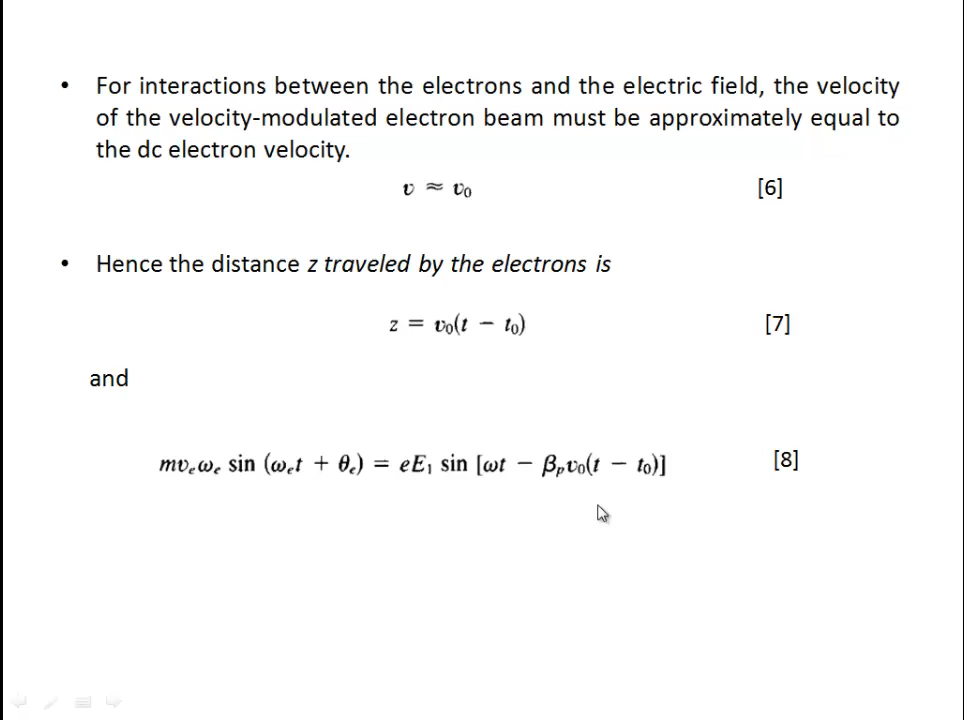 • For interactions between the electrons and the electric field, the velocity
of the velocity-modulated electron beam must be approximately equal to
the dc electron velocity.
v ≈ v₀ [6]
• Hence the distance z traveled by the electrons is
z = v₀(t − t₀) [7]
and
mvₑωₑ sin (ωₑt + θₑ) = eE₁ sin [ωt − βₚv₀(t − t₀)] [8]